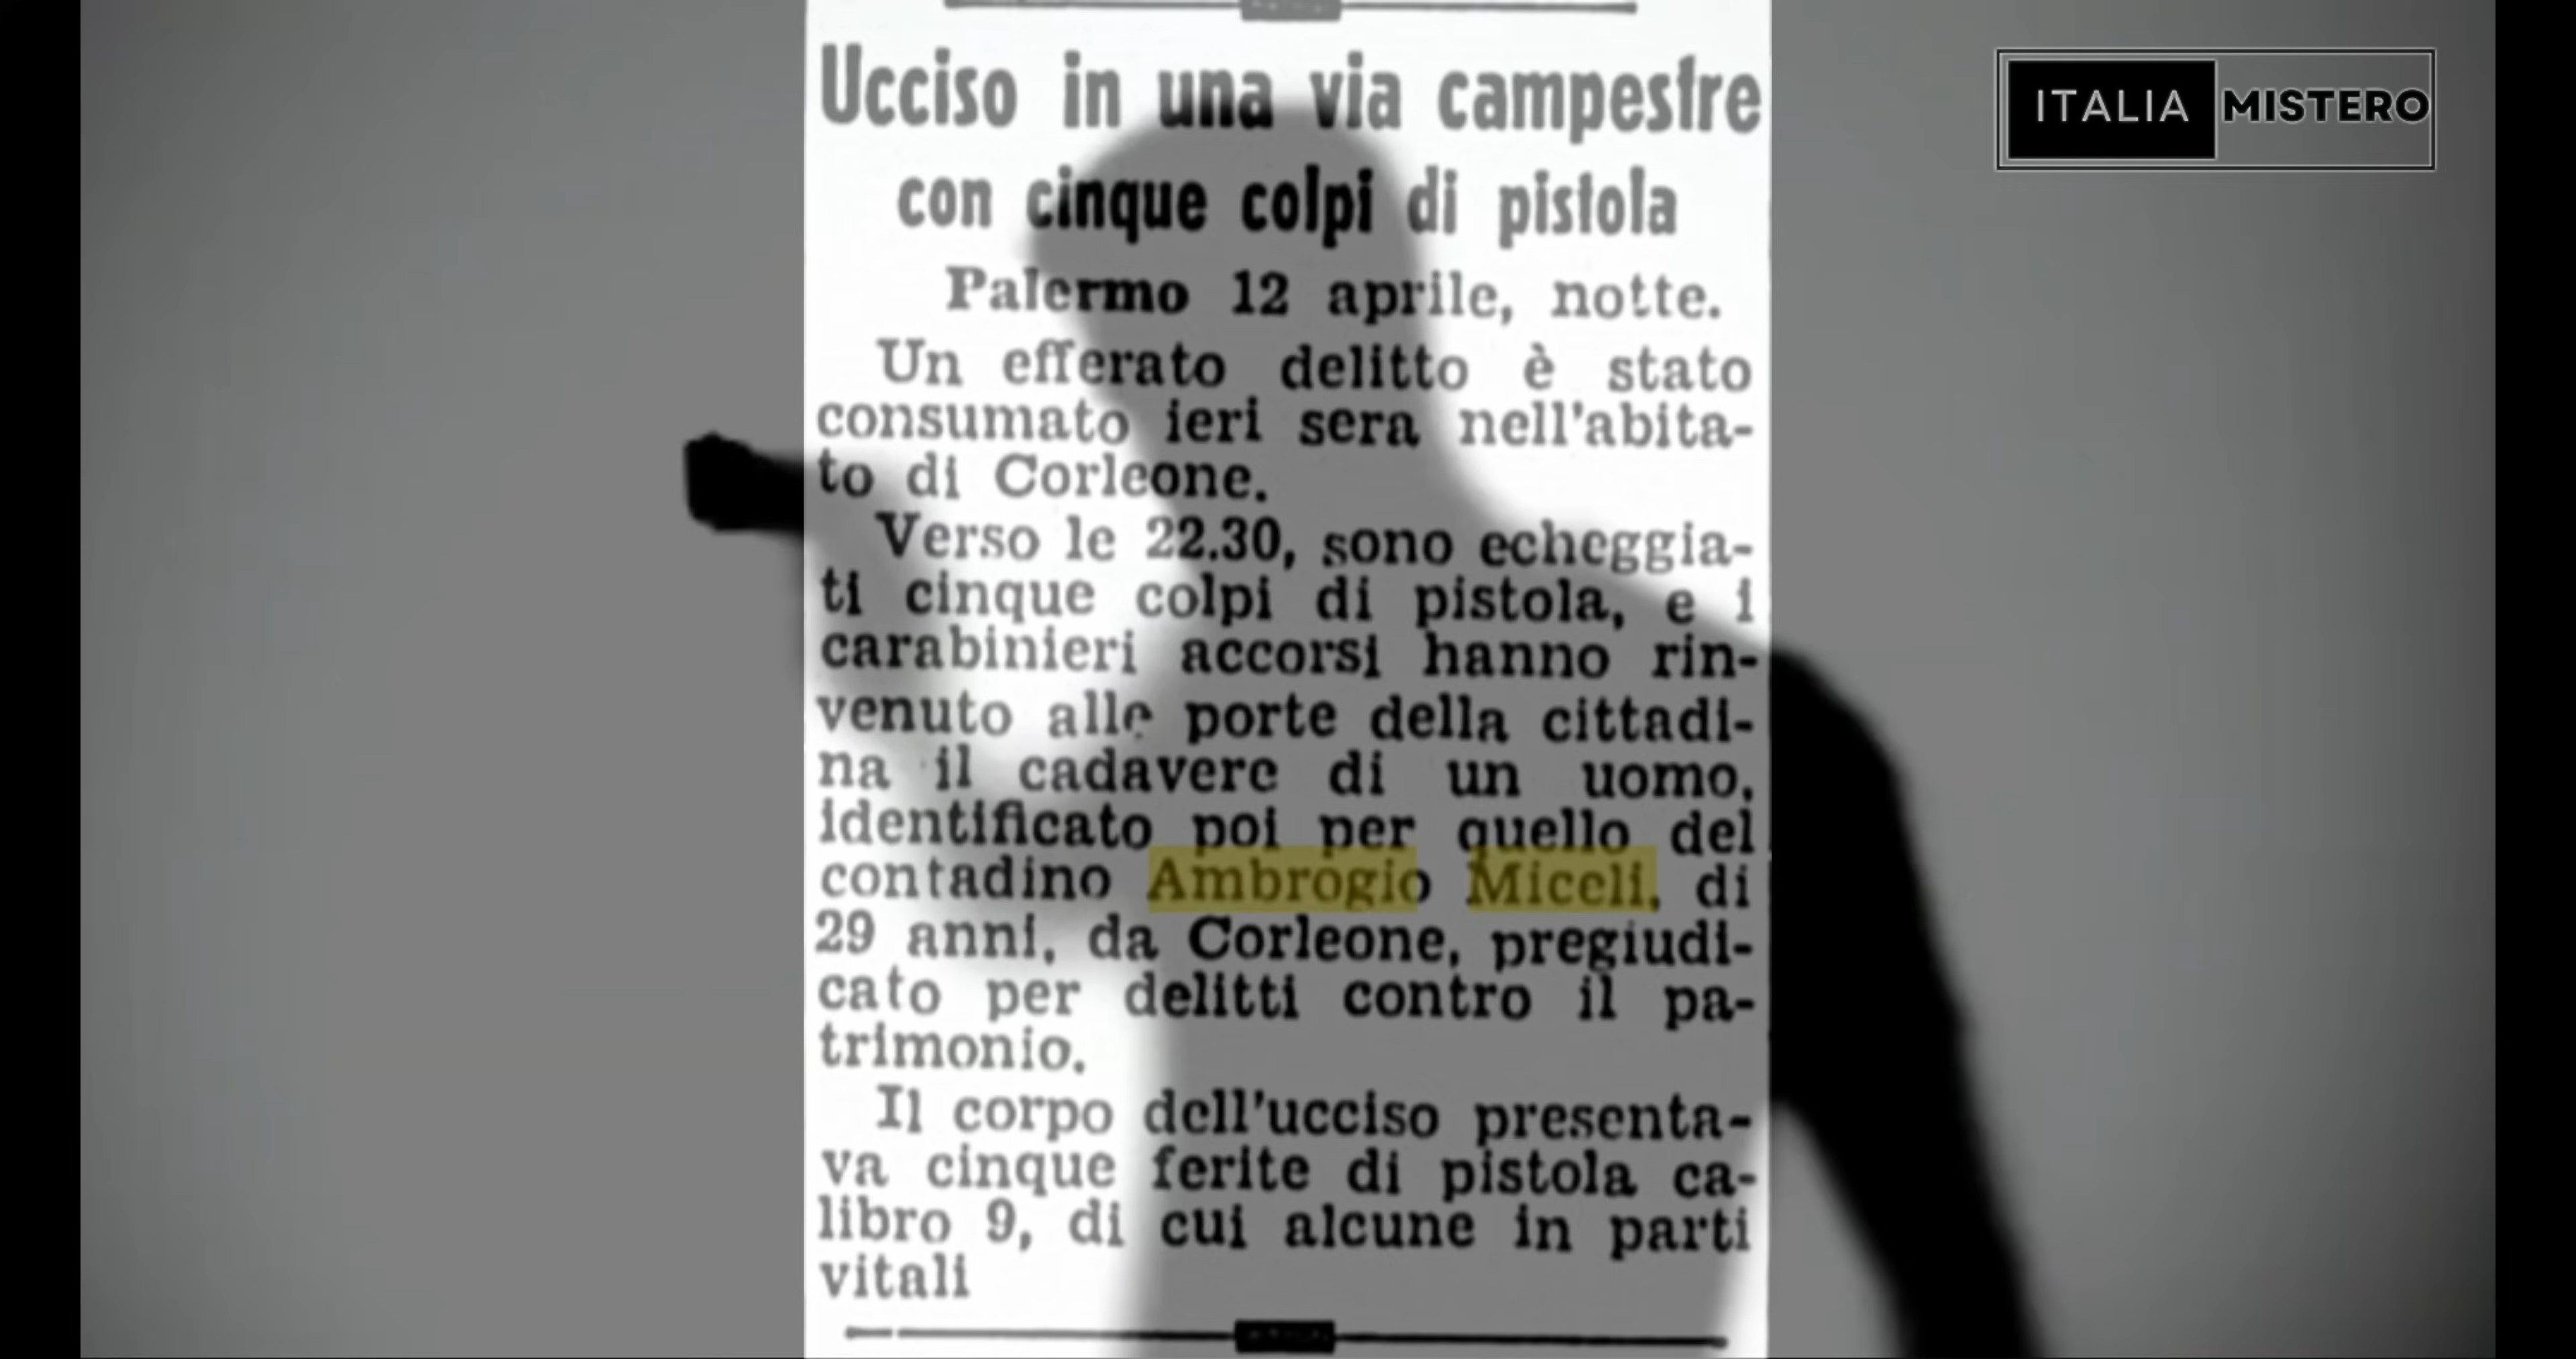 ITALIA MISTERO
Ucciso in una via campestre
con cinque colpi di pistola
Palermo 12 aprile, notte.
Un efferato delitto è stato
consumato ieri sera nell'abita-
to di Corleone.
Verso le 22.30, sono echeggia-
ti cinque colpi di pistola, e i
carabinieri accorsi hanno rin-
venuto alle porte della cittadi-
na il cadavere di un uomo,
identificato poi per quello del
contadino Ambrogio Miceli, di
29 anni, da Corleone, pregiudi-
cato per delitti contro il pa-
trimonio.
Il corpo dell'ucciso presenta-
va cinque ferite di pistola ca-
libro 9, di cui alcune in parti
vitali